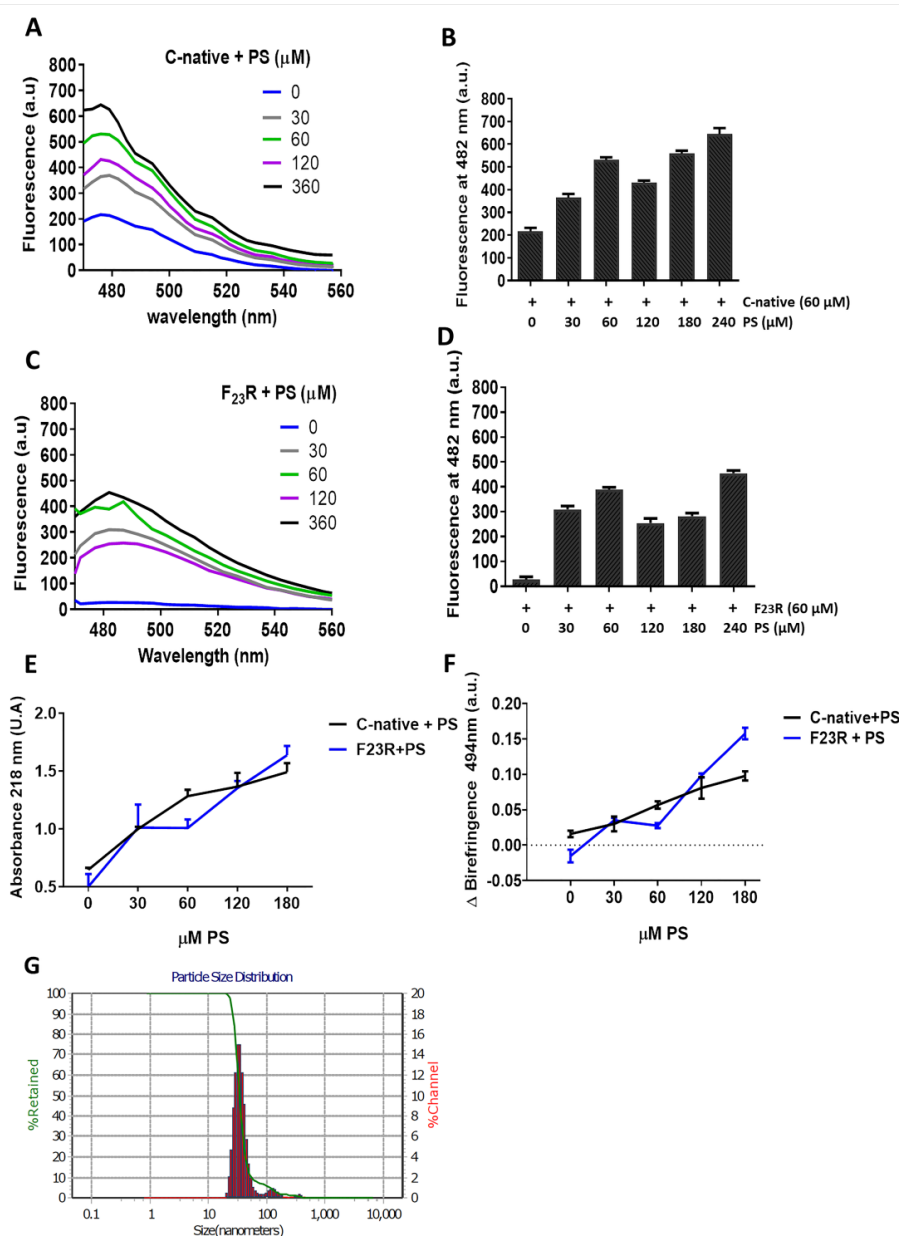 A
C-native + PS (μM)
Fluorescence (a.u)
800
700
600
500
400
300
200
100
0
0
30
60
120
360
480 500 520 540 560
wavelength (nm)
B
Fluorescence at 482 nm (a.u.)
800
700
600
500
400
300
200
100
0
+ + + + + + C-native (60 μM)
0 30 60 120 180 240 PS (μM)
C
F23R + PS (μM)
Fluorescence (a.u)
800
700
600
500
400
300
200
100
0
0
30
60
120
360
480 500 520 540 560
Wavelength (nm)
D
Fluorescence at 482 nm (a.u.)
800
700
600
500
400
300
200
100
0
+ + + + + + F23R (60 μM)
0 30 60 120 180 240 PS (μM)
E
Absorbance 218 nm (U.A)
2.0
1.5
1.0
0.5
C-native + PS
F23R+PS
0 30 60 120 180
μM PS
F
Δ Birefringence 494nm (a.u.)
0.20
0.15
0.10
0.05
0.00
-0.05
C-native+PS
F23R + PS
0 30 60 120 180
μM PS
G
Particle Size Distribution
%Retained
100
90
80
70
60
50
40
30
20
10
0
%Channel
20
18
16
14
12
10
8
6
4
2
0
0.1 1 10 100 1,000 10,000
Size(nanometers)